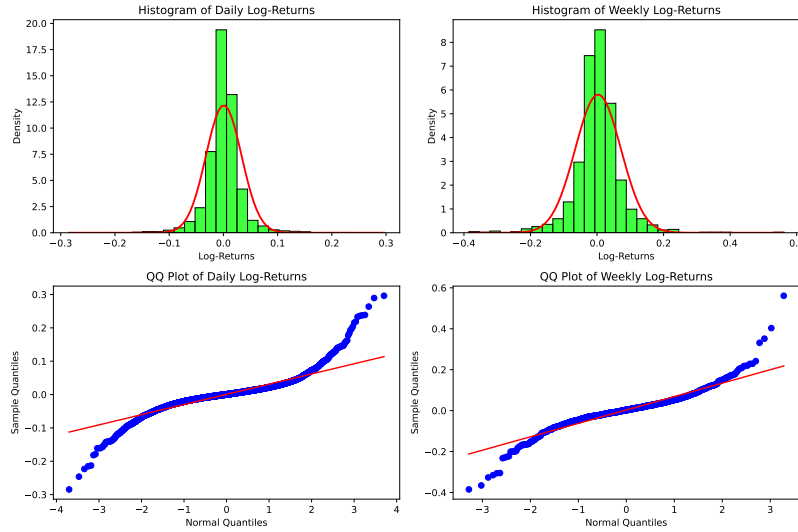 Histogram of Daily Log-Returns
Density
20.0
17.5
15.0
12.5
10.0
7.5
5.0
2.5
0.0
−0.3 −0.2 −0.1 0.0 0.1 0.2 0.3
Log-Returns
Histogram of Weekly Log-Returns
Density
8
7
6
5
4
3
2
1
0
−0.4 −0.2 0.0 0.2 0.4
Log-Returns
QQ Plot of Daily Log-Returns
Sample Quantiles
0.3
0.2
0.1
0.0
−0.1
−0.2
−0.3
−4 −3 −2 −1 0 1 2 3 4
Normal Quantiles
QQ Plot of Weekly Log-Returns
Sample Quantiles
0.6
0.4
0.2
0.0
−0.2
−0.4
−3 −2 −1 0 1 2 3
Normal Quantiles